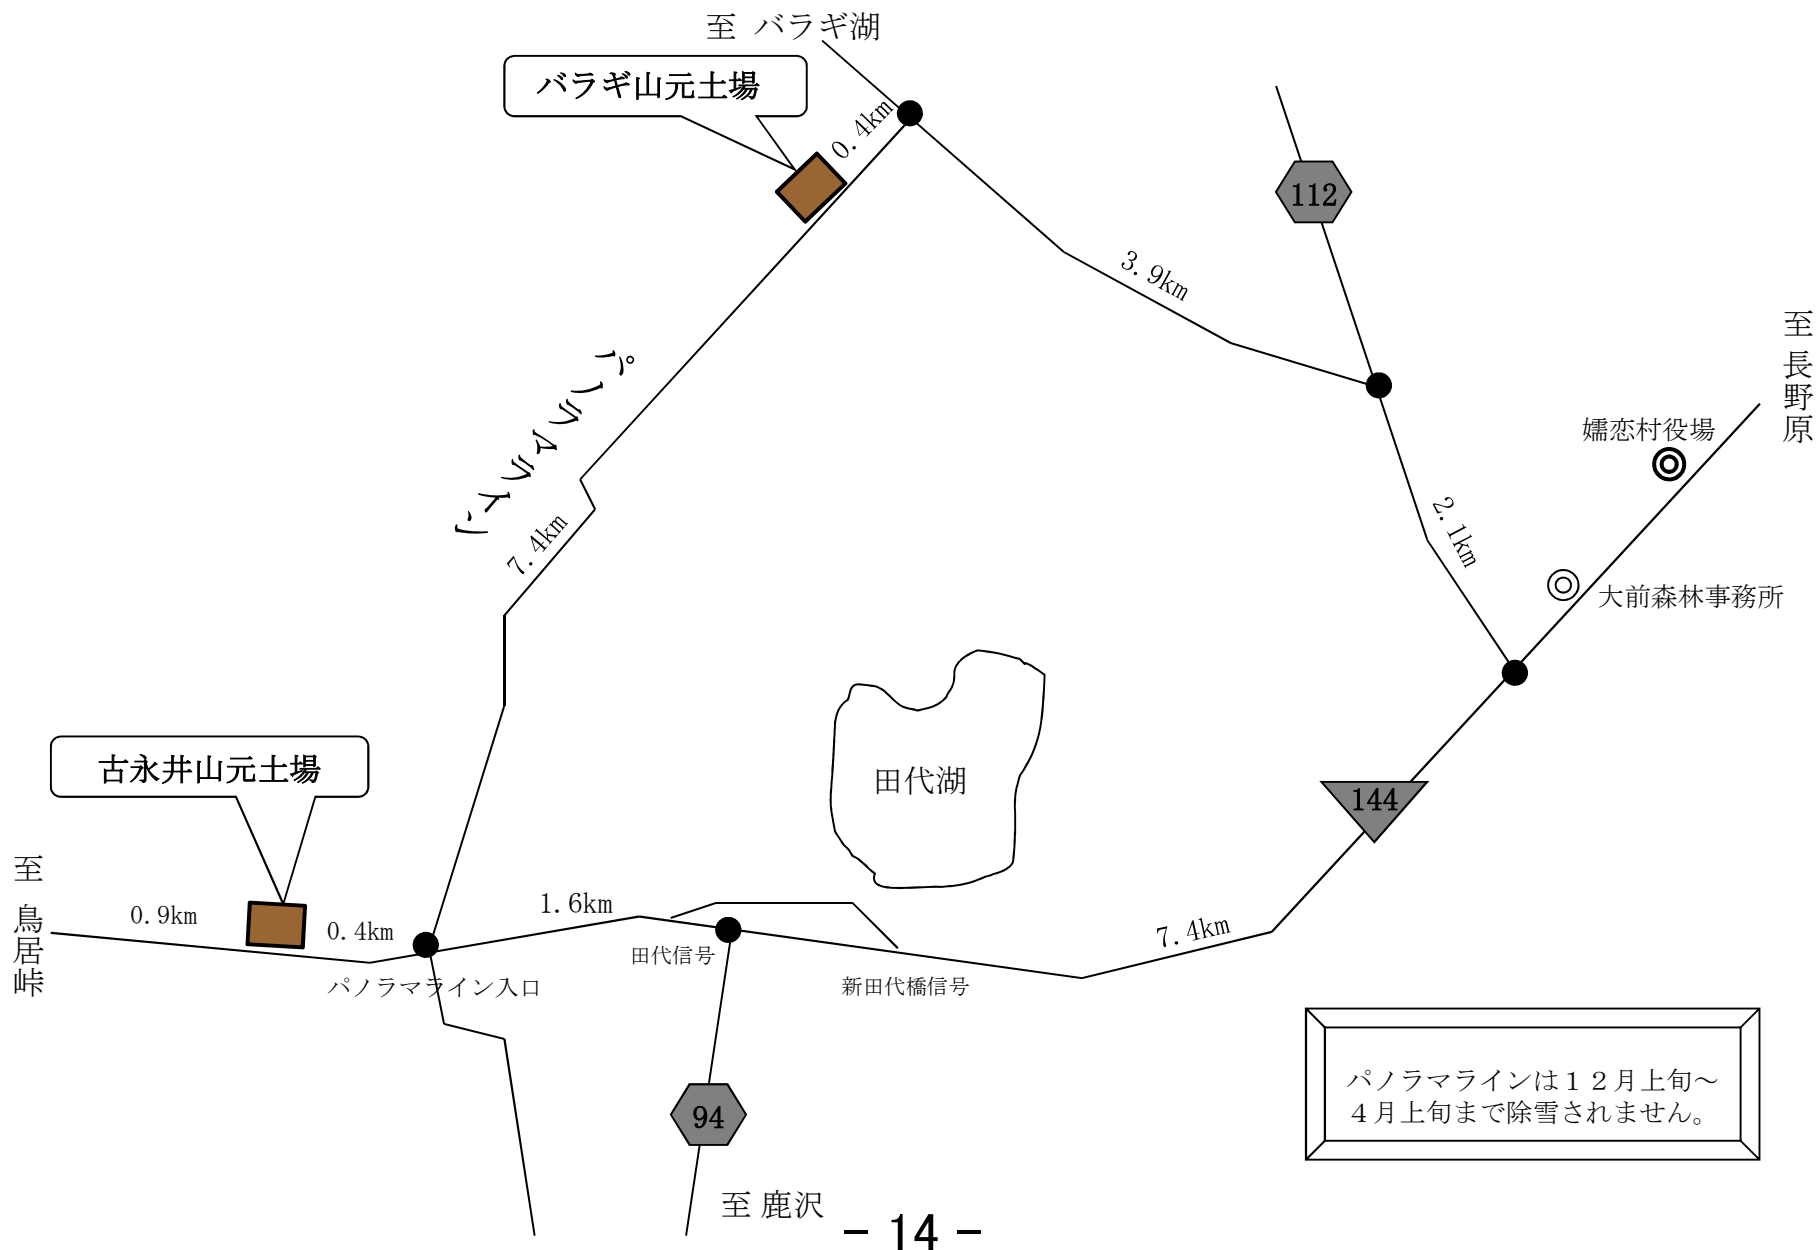 至 バラギ湖
バラギ山元土場
0.4km
112
3.9km
至 長野原
パノラマライン
嬬恋村役場
7.4km
2.1km
大前森林事務所
田代湖
古永井山元土場
144
至 鳥居峠
0.9km
0.4km
1.6km
7.4km
田代信号
パノラマライン入口
新田代橋信号
パノラマラインは１２月上旬～
４月上旬まで除雪されません。
94
至 鹿沢
- 14 -